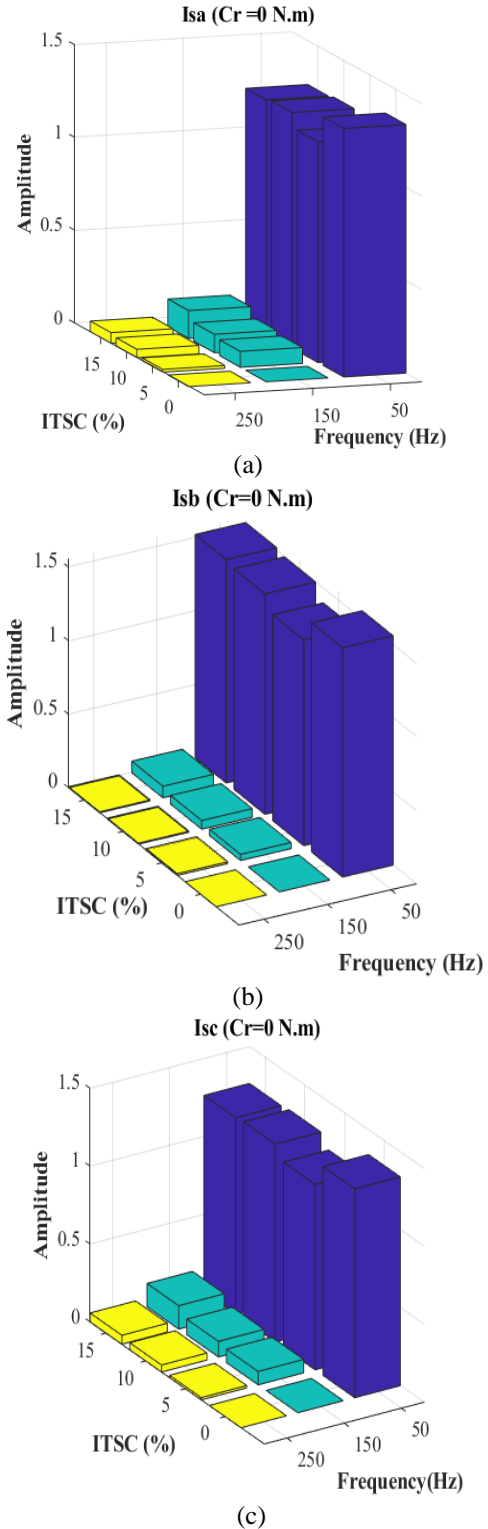 Isa (Cr =0 N.m)
1.5
1
0.5
0
Amplitude
15
10
5
0
ITSC (%)
250
150
50
Frequency (Hz)
(a)
Isb (Cr=0 N.m)
1.5
1
0.5
0
Amplitude
15
10
5
0
ITSC (%)
250
150
50
Frequency (Hz)
(b)
Isc (Cr=0 N.m)
1.5
1
0.5
0
Amplitude
15
10
5
0
ITSC (%)
250
150
50
Frequency(Hz)
(c)